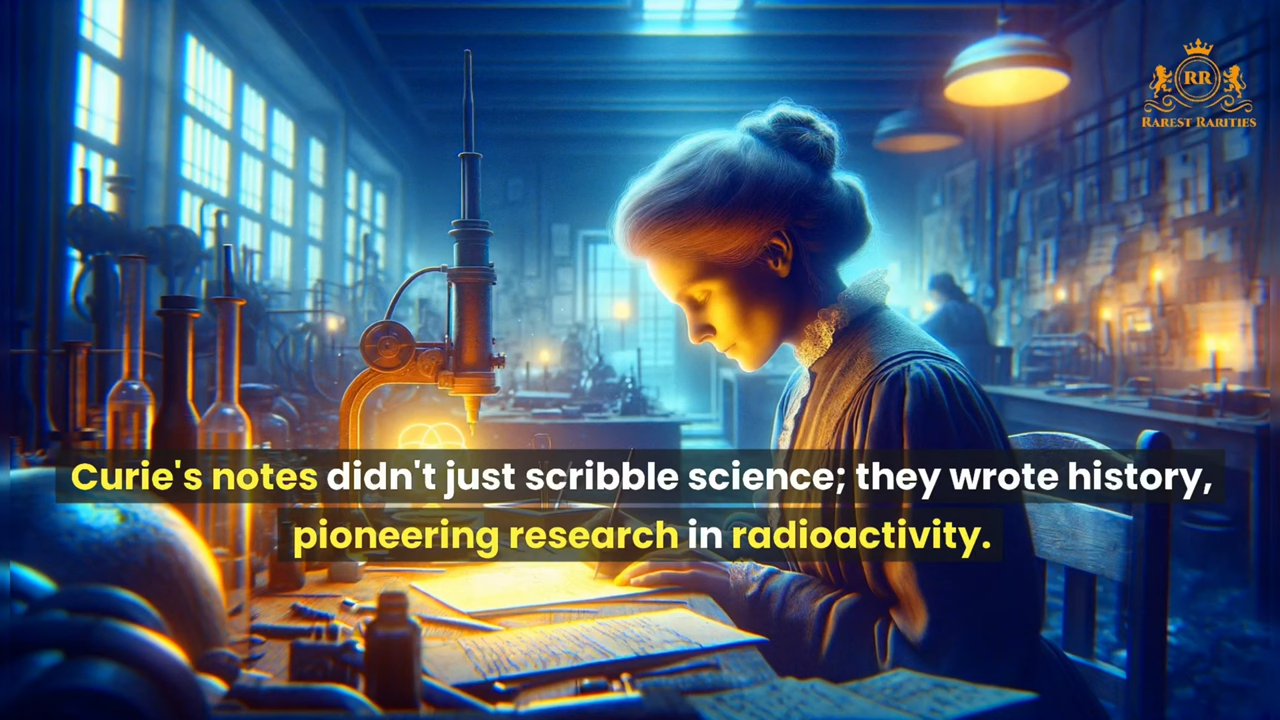 RR
RAREST RARITIES
Curie's notes didn't just scribble science; they wrote history,
pioneering research in radioactivity.